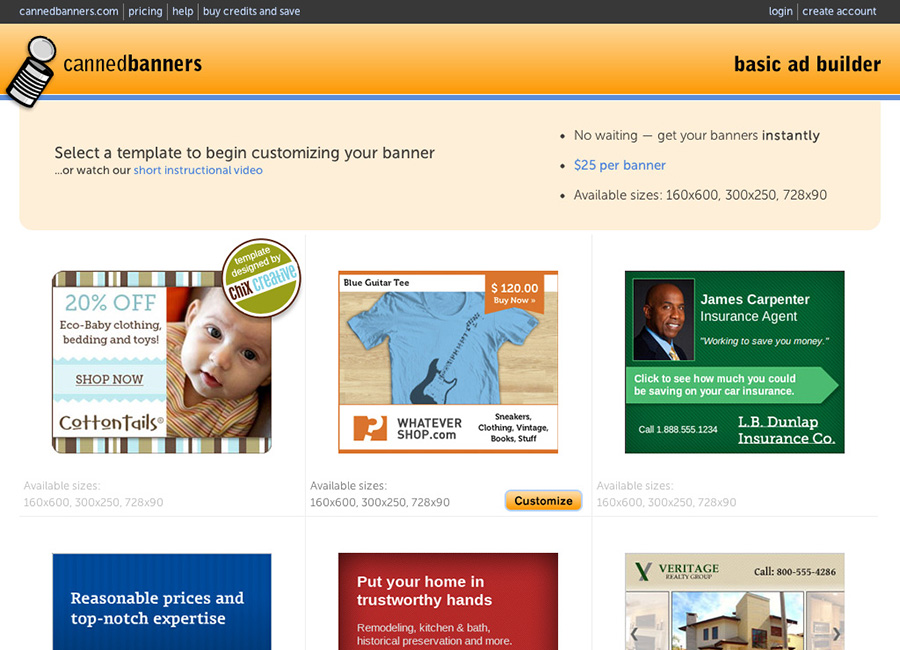 cannedbanners.com pricing help buy credits and save login create account
cannedbanners basic ad builder
Select a template to begin customizing your banner
...or watch our short instructional video
• No waiting — get your banners instantly
• $25 per banner
• Available sizes: 160x600, 300x250, 728x90
template
designed by
ChiX Creative
20% OFF
Eco-Baby clothing,
bedding and toys!
SHOP NOW
CottonTails®
Available sizes:
160x600, 300x250, 728x90
Blue Guitar Tee
$ 120.00
Buy Now »
WHATEVER
SHOP.com
Sneakers,
Clothing, Vintage,
Books, Stuff
Available sizes:
160x600, 300x250, 728x90
Customize
James Carpenter
Insurance Agent
"Working to save you money."
Click to see how much you could
be saving on your car insurance.
Call 1.888.555.1234
L.B. Dunlap
Insurance Co.
Available sizes:
160x600, 300x250, 728x90
Reasonable prices and
top-notch expertise
Put your home in
trustworthy hands
Remodeling, kitchen & bath,
historical preservation and more.
VERITAGE
REALTY GROUP
Call: 800-555-4286